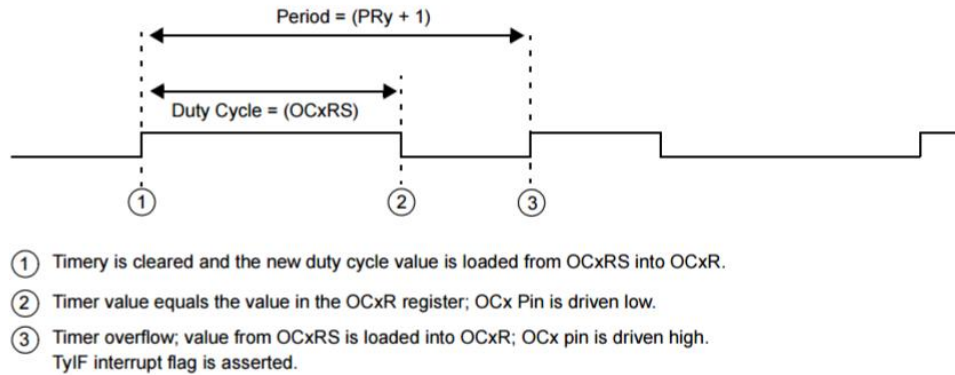 Period = (PRy + 1)
Duty Cycle = (OCxRS)
1 2 3
1 Timery is cleared and the new duty cycle value is loaded from OCxRS into OCxR.
2 Timer value equals the value in the OCxR register; OCx Pin is driven low.
3 Timer overflow; value from OCxRS is loaded into OCxR; OCx pin is driven high.
TyIF interrupt flag is asserted.